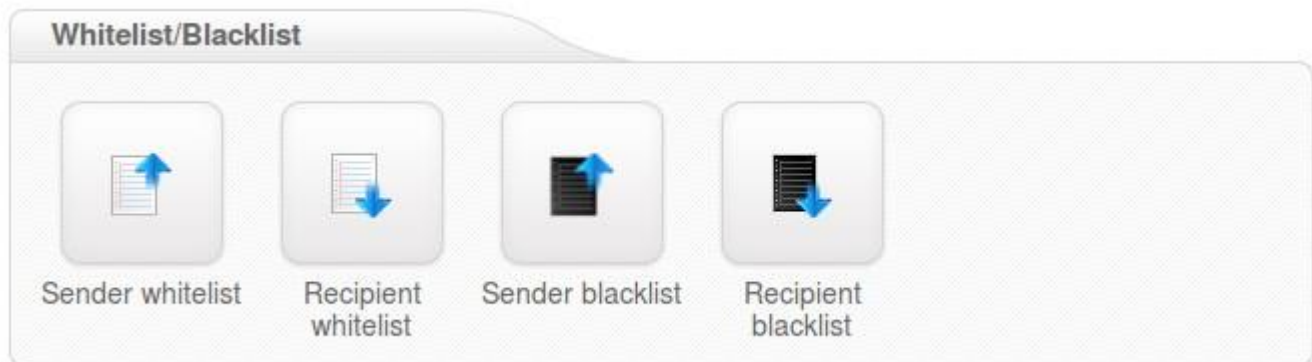 Whitelist/Blacklist
Sender whitelist
Recipient
whitelist
Sender blacklist
Recipient
blacklist